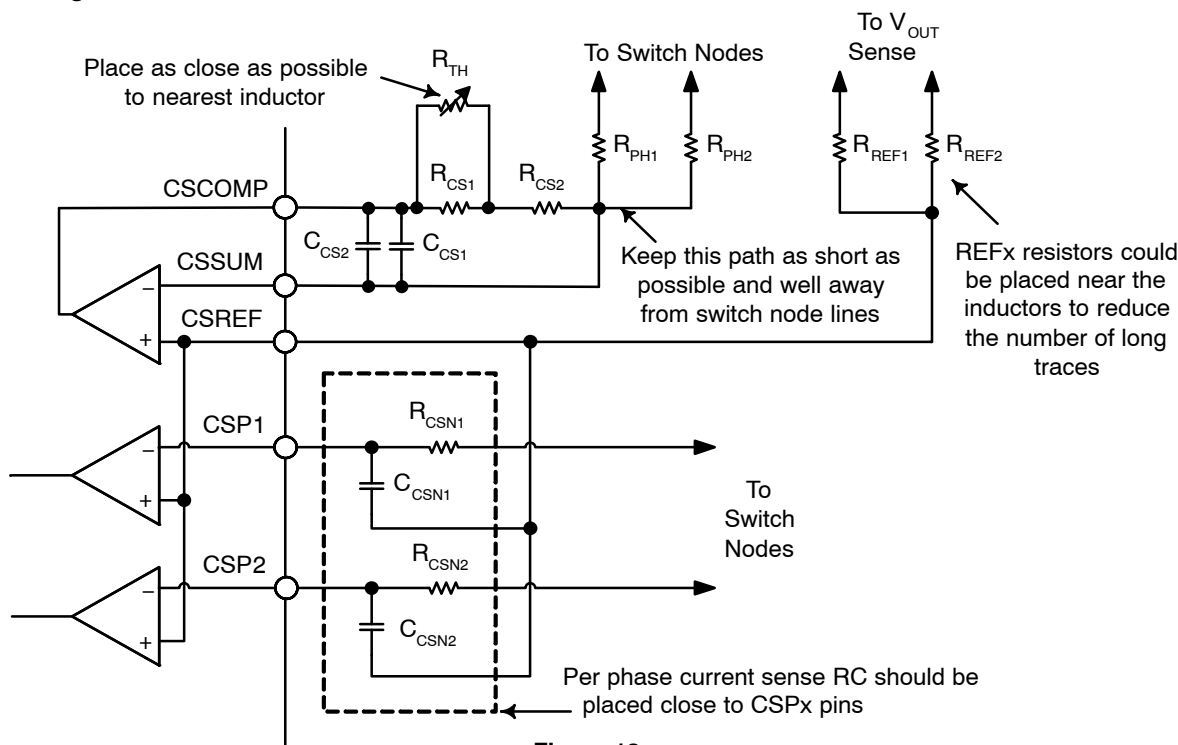 To V_OUT
Sense
To Switch Nodes
R_TH
Place as close as possible
to nearest inductor
R_PH1
R_PH2
R_REF1
R_REF2
R_CS1
R_CS2
CSCOMP
C_CS2
C_CS1
CSSUM
−
CSREF
+
Keep this path as short as
possible and well away
from switch node lines
REFx resistors could
be placed near the
inductors to reduce
the number of long
traces
CSP1
−
+
R_CSN1
C_CSN1
To
Switch
Nodes
CSP2
−
+
R_CSN2
C_CSN2
Per phase current sense RC should be
placed close to CSPx pins